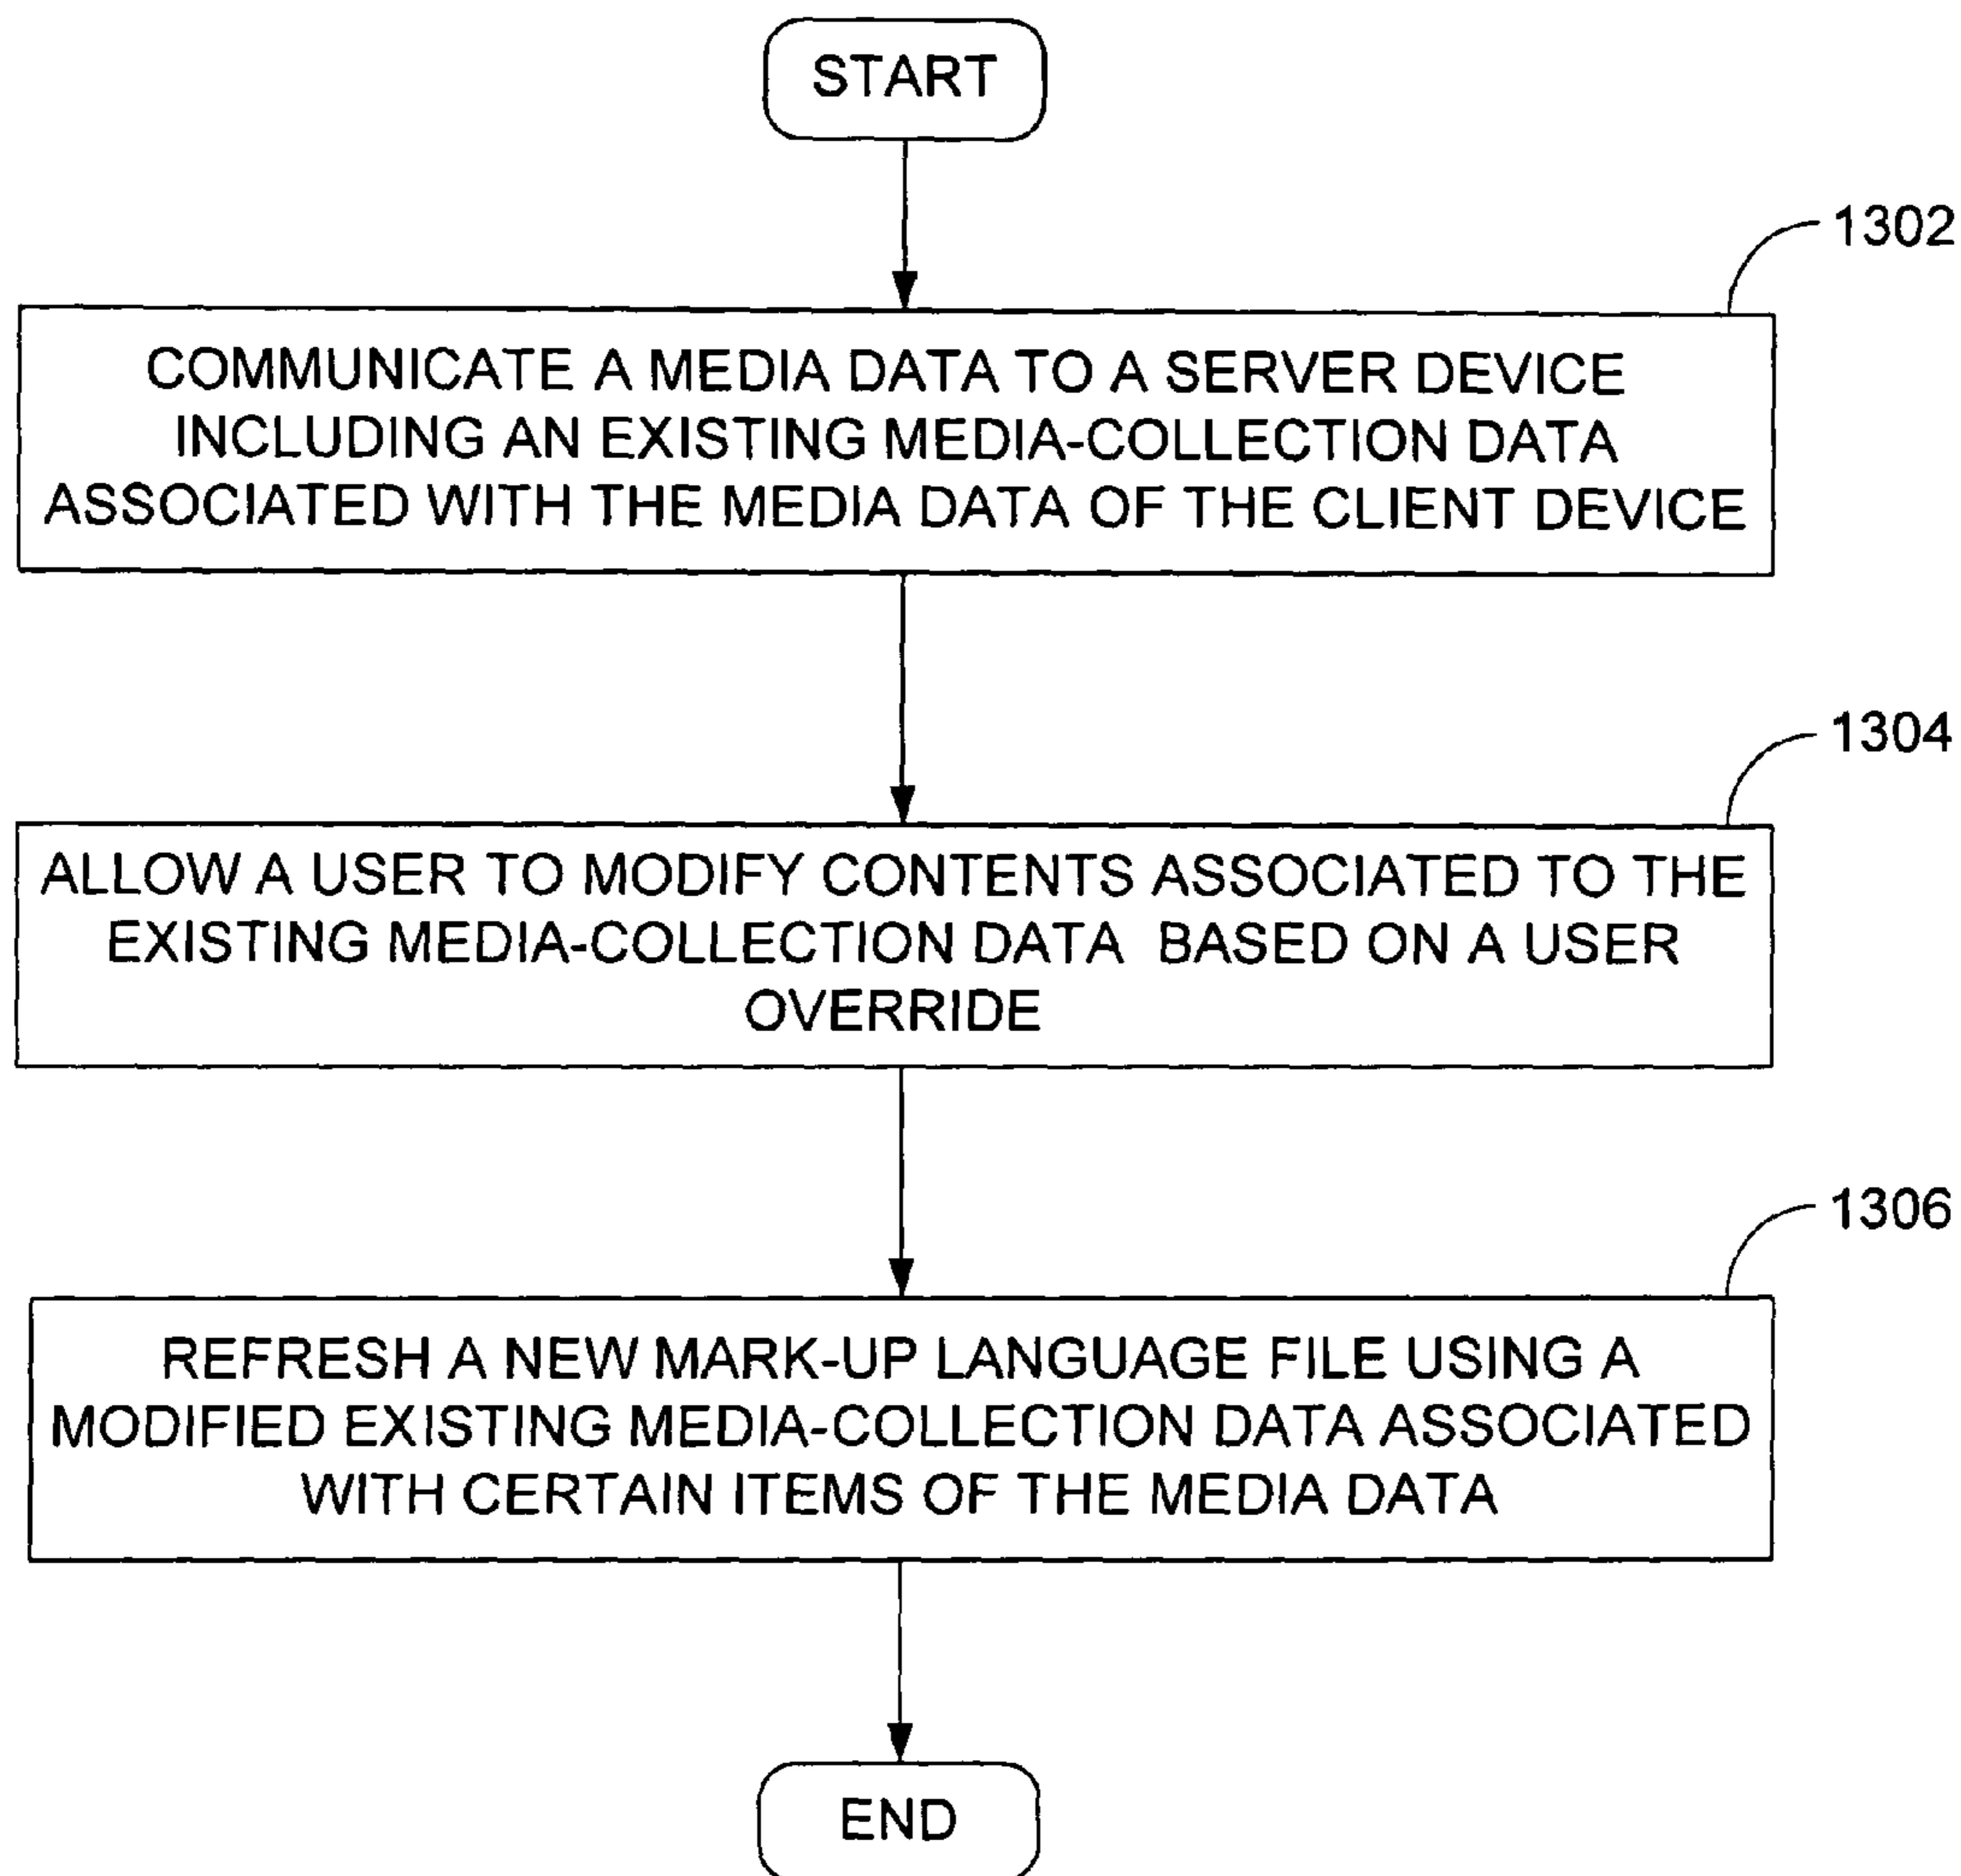 START
1302
COMMUNICATE A MEDIA DATA TO A SERVER DEVICE
INCLUDING AN EXISTING MEDIA-COLLECTION DATA
ASSOCIATED WITH THE MEDIA DATA OF THE CLIENT DEVICE
1304
ALLOW A USER TO MODIFY CONTENTS ASSOCIATED TO THE
EXISTING MEDIA-COLLECTION DATA BASED ON A USER
OVERRIDE
1306
REFRESH A NEW MARK-UP LANGUAGE FILE USING A
MODIFIED EXISTING MEDIA-COLLECTION DATA ASSOCIATED
WITH CERTAIN ITEMS OF THE MEDIA DATA
END